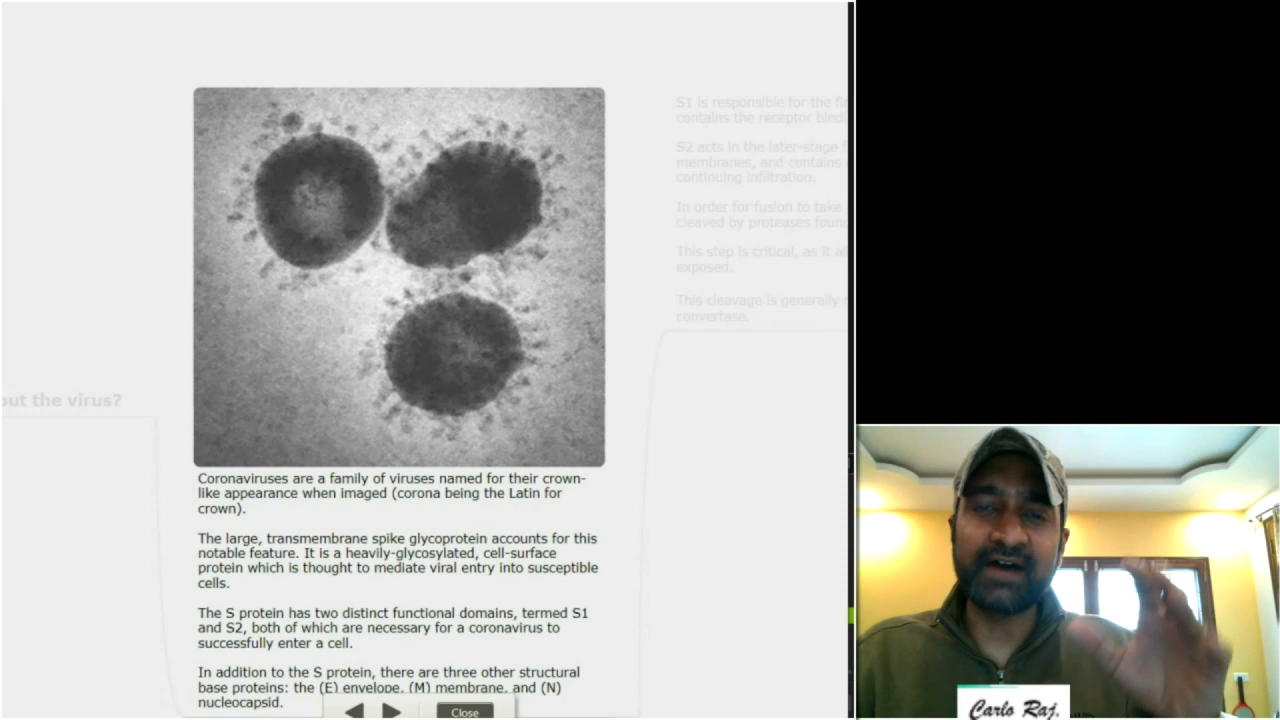 Coronaviruses are a family of viruses named for their crown-
like appearance when imaged (corona being the Latin for
crown).
The large, transmembrane spike glycoprotein accounts for this
notable feature. It is a heavily-glycosylated, cell-surface
protein which is thought to mediate viral entry into susceptible
cells.
The S protein has two distinct functional domains, termed S1
and S2, both of which are necessary for a coronavirus to
successfully enter a cell.
In addition to the S protein, there are three other structural
base proteins: the (E) envelope, (M) membrane, and (N)
nucleocapsid.
Close
out the virus?
S1 is responsible for the
contains the receptor
S2 acts in the later-stage
membranes, and contains
continuing infiltration.
In order for fusion to take
cleaved by proteases
This step is critical, as it
exposed.
This cleavage is generally
convertase.
Carlo Raj.